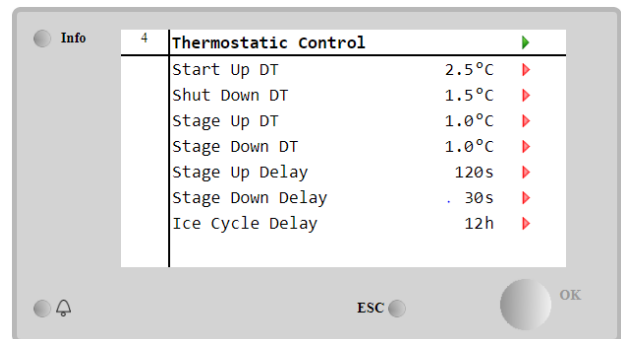 Info
4 Thermostatic Control
Start Up DT 2.5°C
Shut Down DT 1.5°C
Stage Up DT 1.0°C
Stage Down DT 1.0°C
Stage Up Delay 120s
Stage Down Delay . 30s
Ice Cycle Delay 12h
ESC
OK